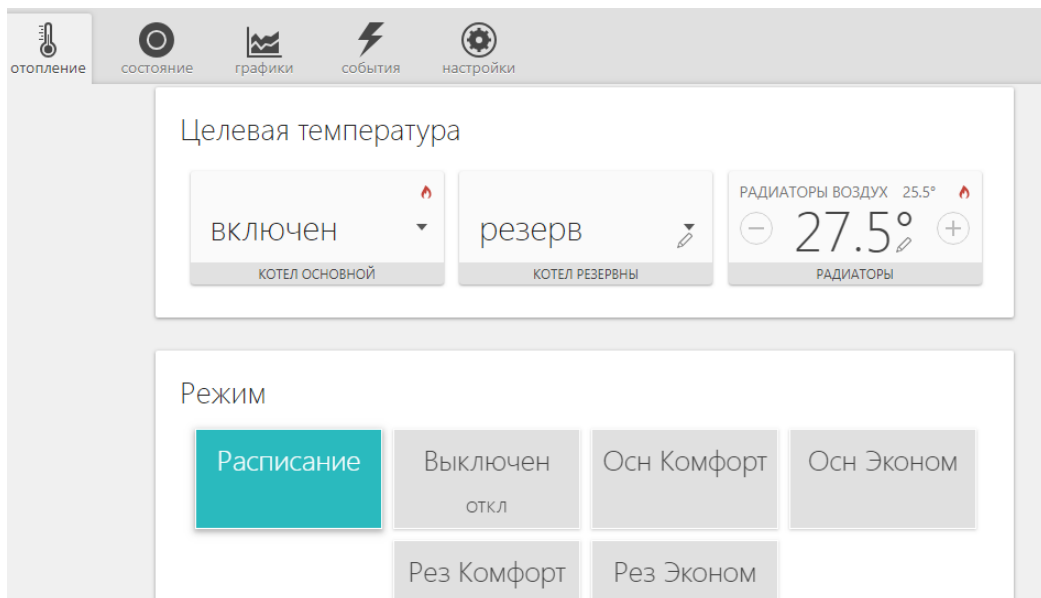 отопление состояние графики события настройки
Целевая температура
РАДИАТОРЫ ВОЗДУХ 25.5°
включен резерв 27.5°
КОТЕЛ ОСНОВНОЙ КОТЕЛ РЕЗЕРВНЫ РАДИАТОРЫ
Режим
Расписание Выключен Осн Комфорт Осн Эконом
откл
Рез Комфорт Рез Эконом